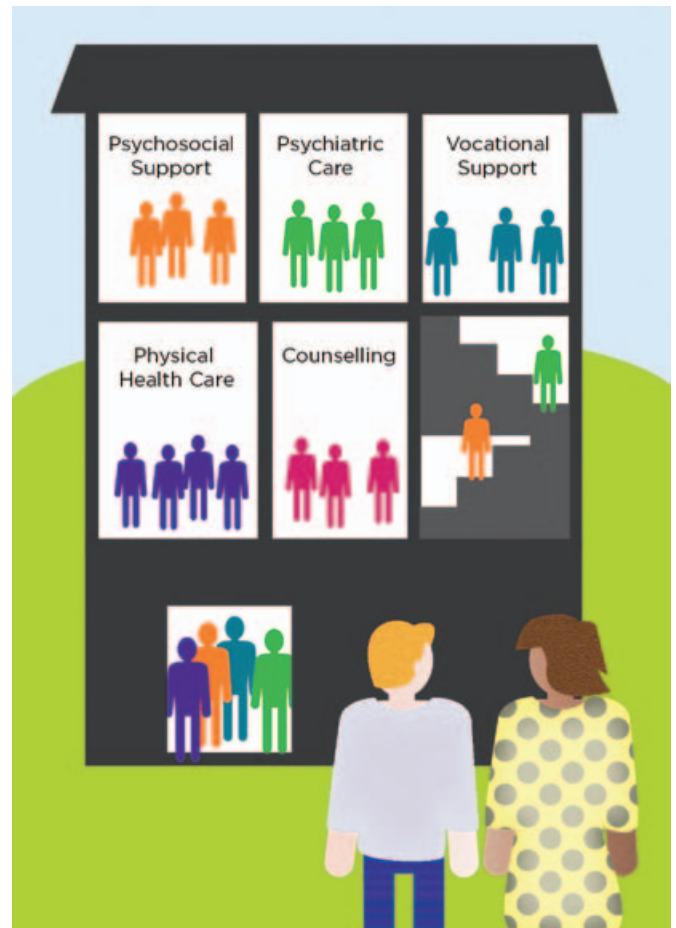 Psychosocial
Support
Psychiatric
Care
Vocational
Support
Physical
Health Care
Counselling